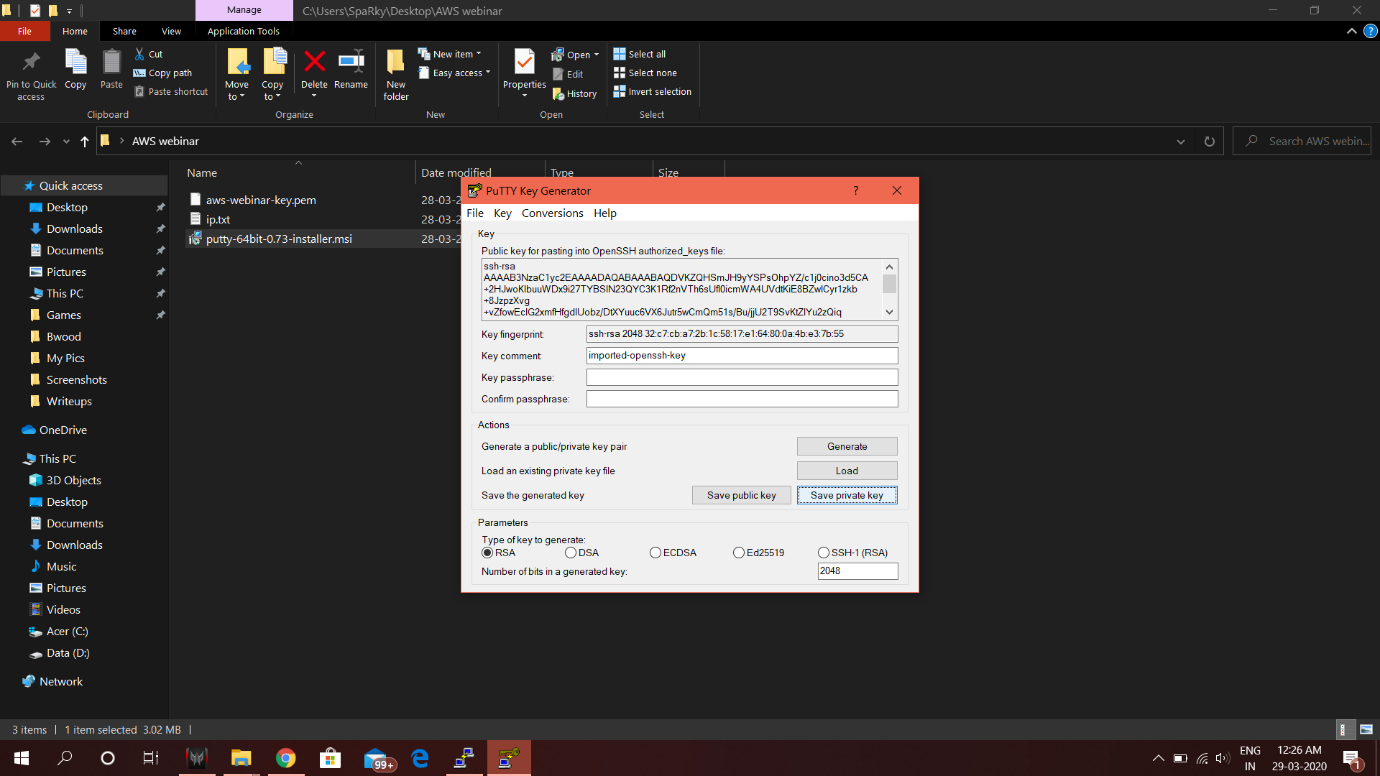 Manage
C:\Users\SpaRky\Desktop\AWS webinar
File
Home
Share
View
Application Tools
Pin to Quick access
Copy
Paste
Cut
Copy path
Paste shortcut
Clipboard
Move to
Copy to
Delete
Rename
Organize
New folder
New item
Easy access
New
Properties
Open
Edit
History
Open
Select all
Select none
Invert selection
Select
AWS webinar
Search AWS webin...
Name
Date modified
Type
Size
aws-webinar-key.pem 28-03-2
ip.txt 28-03-2
putty-64bit-0.73-installer.msi 28-03-2
Quick access
Desktop
Downloads
Documents
Pictures
This PC
Games
Bwood
My Pics
Screenshots
Writeups
OneDrive
This PC
3D Objects
Desktop
Documents
Downloads
Music
Pictures
Videos
Acer (C:)
Data (D:)
Network
PuTTY Key Generator
?
File Key Conversions Help
Key
Public key for pasting into OpenSSH authorized_keys file:
ssh-rsa
Key fingerprint: ssh-rsa 2048 32:c7:cb:a7:2b:1c:58:17:e1:64:80:0a:4b:e3:7b:55
Key comment: imported-openssh-key
Key passphrase:
Confirm passphrase:
Actions
Generate a public/private key pair
Generate
Load an existing private key file
Load
Save the generated key
Save public key
Save private key
Parameters
Type of key to generate:
RSA DSA ECDSA Ed25519 SSH-1 (RSA)
Number of bits in a generated key: 2048
3 items
1 item selected 3.02 MB
99+
ENG
IN
12:26 AM
29-03-2020
1